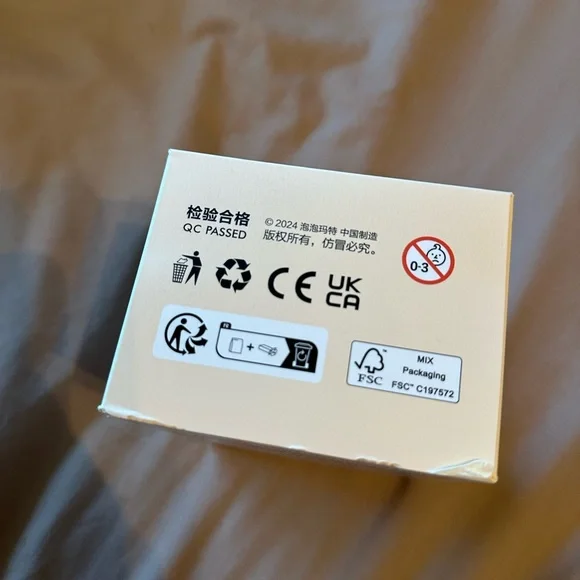 检验合格
QC PASSED
© 2024 泡泡玛特 中国制造
版权所有，仿冒必究。
0-3
CE
UK
CA
FR
+
FSC
™
MIX
Packaging
FSC™ C197572